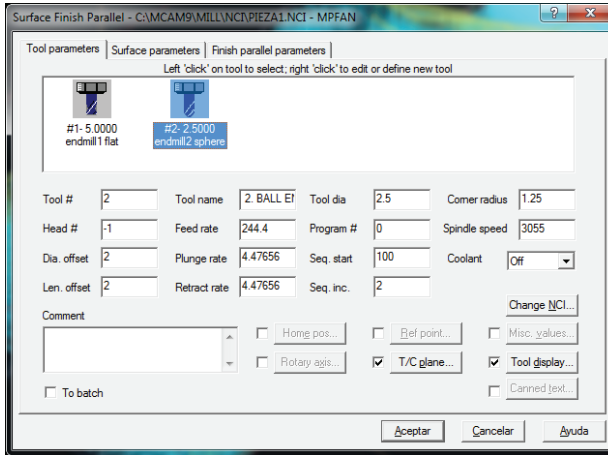 Surface Finish Parallel - C:\MCAM9\MILL\NCI\PIEZA1.NCI - MPFAN
Tool parameters Surface parameters Finish parallel parameters
Left 'click' on tool to select; right 'click' to edit or define new tool
#1- 5.0000 #2- 2.5000
endmill1 flat endmill2 sphere
Tool # 2 Tool name 2. BALL EN Tool dia 2.5 Corner radius 1.25
Head # -1 Feed rate 244.4 Program # 0 Spindle speed 3055
Dia. offset 2 Plunge rate 4.47656 Seq. start 100 Coolant Off
Len. offset 2 Retract rate 4.47656 Seq. inc. 2
Change NCI...
Comment
Home pos... Ref point... Misc. values...
Rotary axis... T/C plane... Tool display...
Canned text...
To batch
Aceptar Cancelar Ayuda